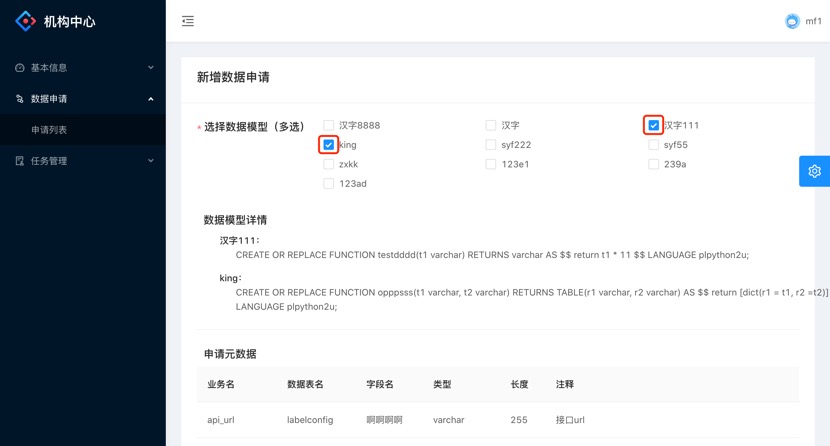 机构中心
mf1
基本信息
数据申请
申请列表
任务管理
新增数据申请
* 选择数据模型（多选）
汉字8888 汉字 汉字111
king syf222 syf55
zxkk 123e1 239a
123ad
数据模型详情
汉字111：
CREATE OR REPLACE FUNCTION testdddd(t1 varchar) RETURNS varchar AS $$ return t1 * 11 $$ LANGUAGE plpython2u;
king：
CREATE OR REPLACE FUNCTION opppsss(t1 varchar, t2 varchar) RETURNS TABLE(r1 varchar, r2 varchar) AS $$ return [dict(r1 = t1, r2 =t2)]
LANGUAGE plpython2u;
申请元数据
业务名 数据表名 字段名 类型 长度 注释
api_url labelconfig 啊啊啊啊 varchar 255 接口url